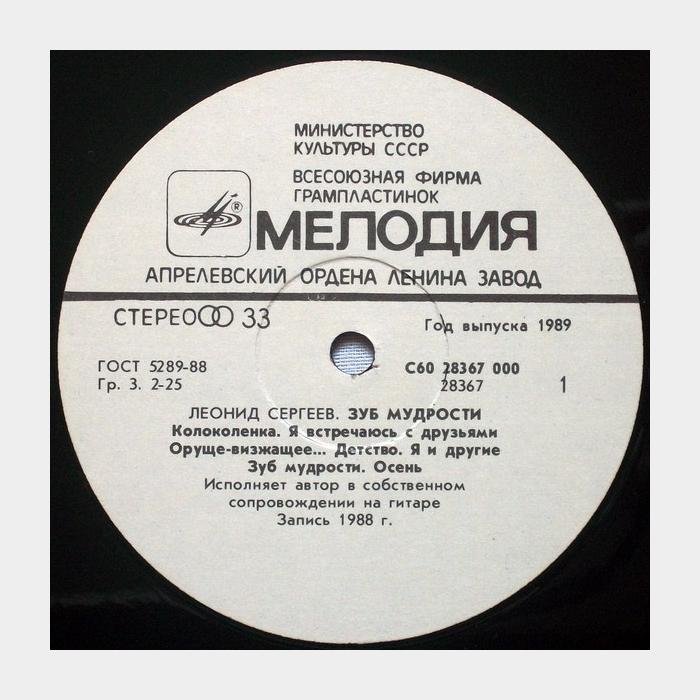 МИНИСТЕРСТВО
КУЛЬТУРЫ СССР
ВСЕСОЮЗНАЯ ФИРМА
ГРАМПЛАСТИНОК
®
МЕЛОДИЯ
АПРЕЛЕВСКИЙ ОРДЕНА ЛЕНИНА ЗАВОД
СТЕРЕО 33
Год выпуска 1989
ГОСТ 5289-88
Гр. 3. 2-25
С60 28367 000
28367
1
ЛЕОНИД СЕРГЕЕВ. ЗУБ МУДРОСТИ
Колоколенка. Я встречаюсь с друзьями
Оруще-визжащее... Детство. Я и другие
Зуб мудрости. Осень
Исполняет автор в собственном
сопровождении на гитаре
Запись 1988 г.